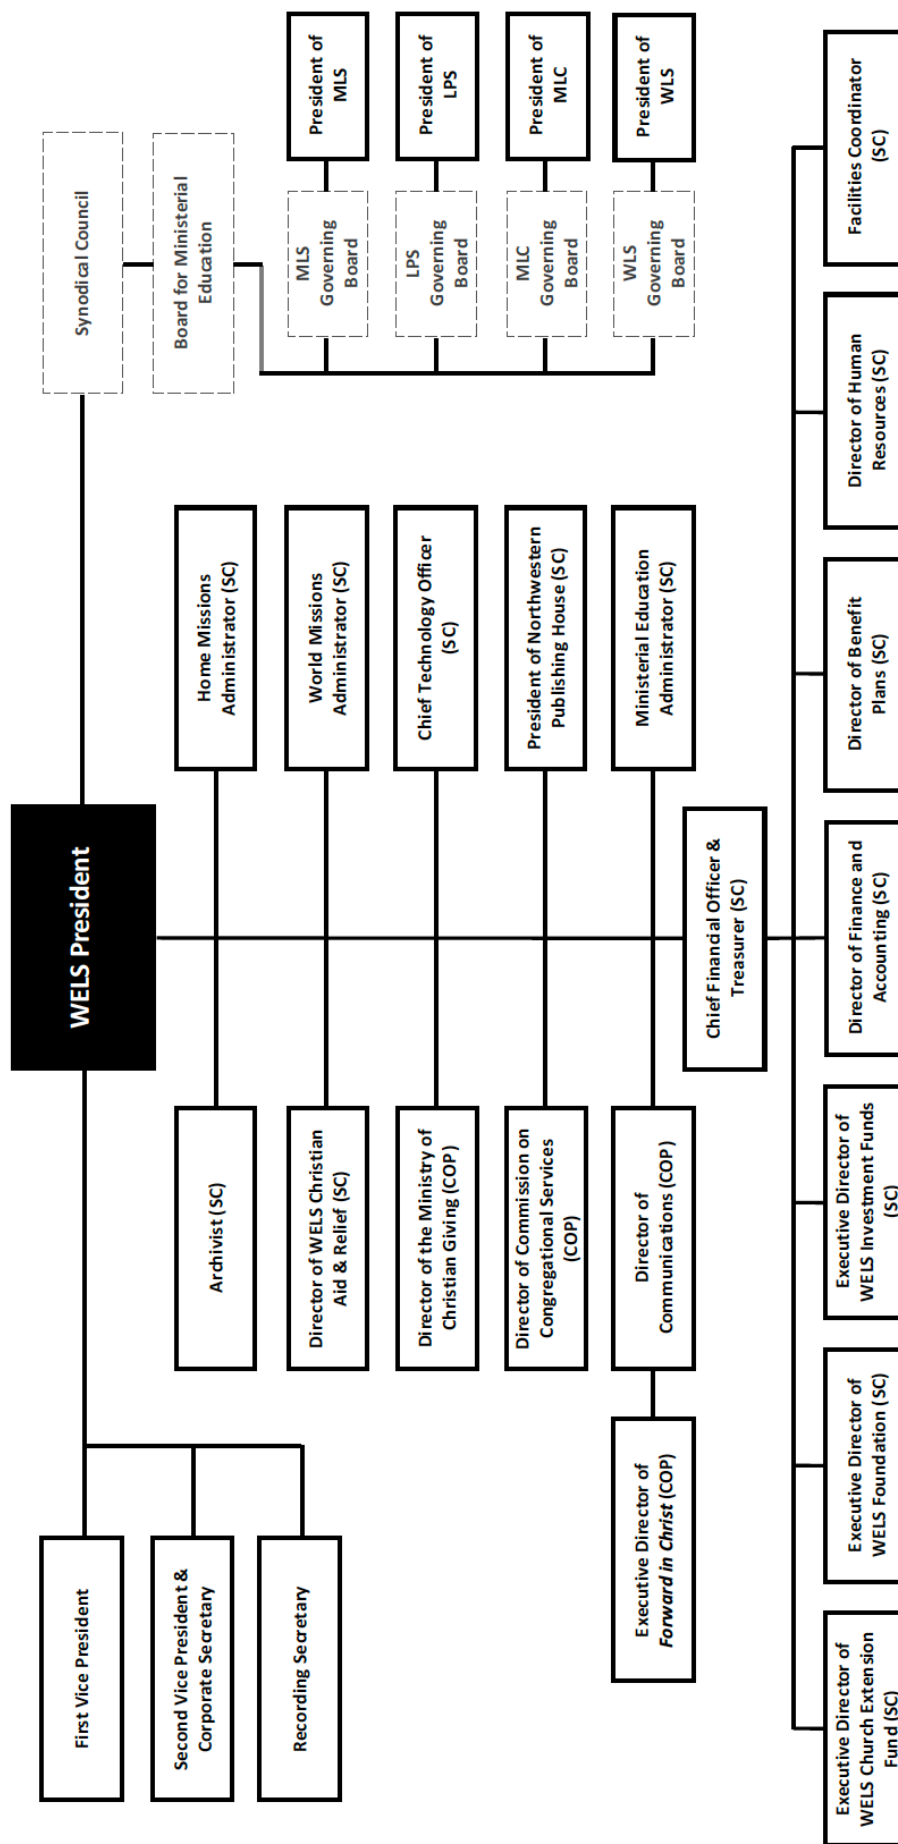 WELS President
First Vice President
Second Vice President &
Corporate Secretary
Recording Secretary
Synodical Council
Board for Ministerial
Education
MLS
Governing
Board
President of
MLS
LPS
Governing
Board
President of
LPS
MLC
Governing
Board
President of
MLC
WLS
Governing
Board
President of
WLS
Archivist (SC)
Home Missions
Administrator (SC)
Director of WELS Christian
Aid & Relief (SC)
World Missions
Administrator (SC)
Director of the Ministry of
Christian Giving (COP)
Chief Technology Officer
(SC)
Director of Commission on
Congregational Services
(COP)
President of Northwestern
Publishing House (SC)
Executive Director of
Forward in Christ (COP)
Director of
Communications (COP)
Ministerial Education
Administrator (SC)
Chief Financial Officer &
Treasurer (SC)
Executive Director of
WELS Church Extension
Fund (SC)
Executive Director of
WELS Foundation (SC)
Executive Director of
WELS Investment Funds
(SC)
Director of Finance and
Accounting (SC)
Director of Benefit
Plans (SC)
Director of Human
Resources (SC)
Facilities Coordinator
(SC)